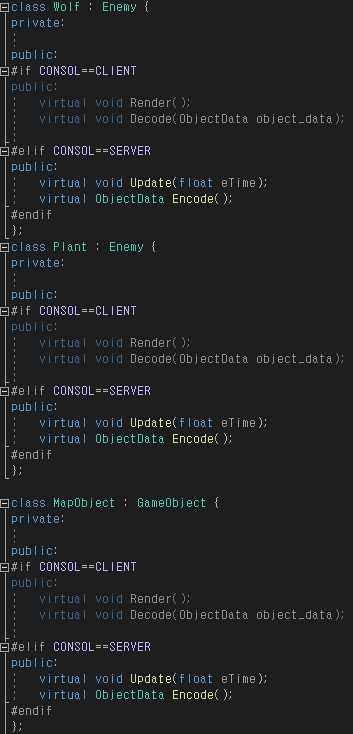 class Wolf : Enemy {
private:
public:
#if CONSOL==CLIENT
public:
    virtual void Render();
    virtual void Decode(ObjectData object_data);
#elif CONSOL==SERVER
public:
    virtual void Update(float eTime);
    virtual ObjectData Encode();
#endif
};
class Plant : Enemy {
private:
public:
#if CONSOL==CLIENT
public:
    virtual void Render();
    virtual void Decode(ObjectData object_data);
#elif CONSOL==SERVER
public:
    virtual void Update(float eTime);
    virtual ObjectData Encode();
#endif
};
class MapObject : GameObject {
private:
public:
#if CONSOL==CLIENT
public:
    virtual void Render();
    virtual void Decode(ObjectData object_data);
#elif CONSOL==SERVER
public:
    virtual void Update(float eTime);
    virtual ObjectData Encode();
#endif
};